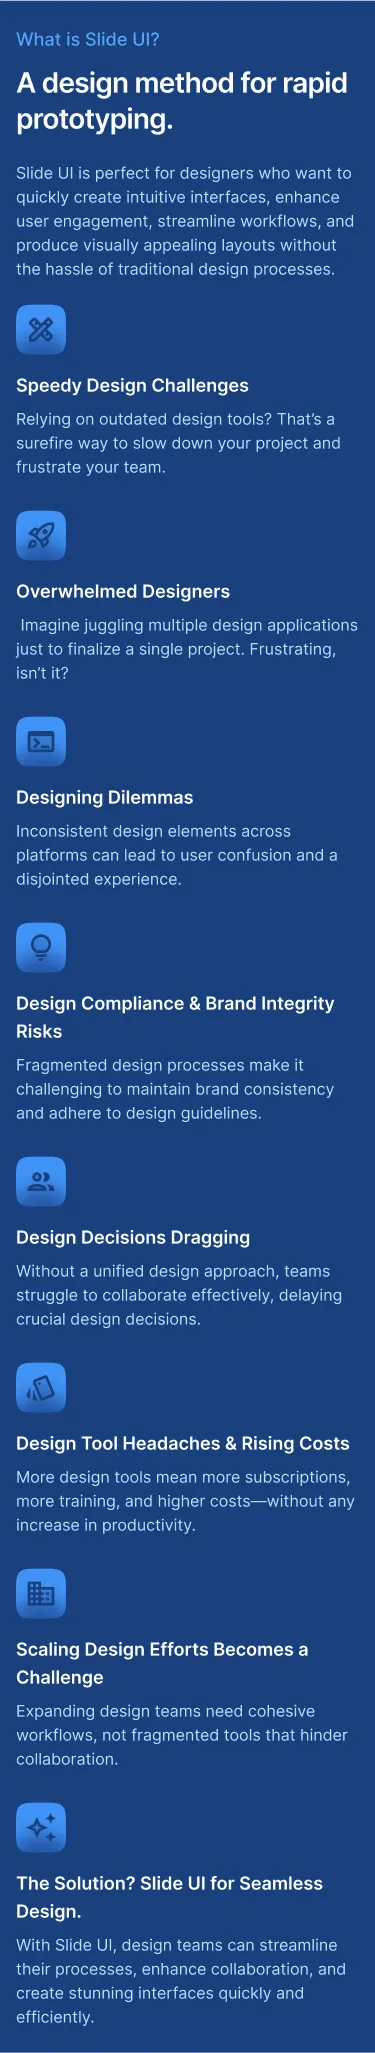 What is Slide UI?
A design method for rapid
prototyping.
Slide UI is perfect for designers who want to
quickly create intuitive interfaces, enhance
user engagement, streamline workflows, and
produce visually appealing layouts without
the hassle of traditional design processes.
Speedy Design Challenges
Relying on outdated design tools? That’s a
surefire way to slow down your project and
frustrate your team.
Overwhelmed Designers
Imagine juggling multiple design applications
just to finalize a single project. Frustrating,
isn’t it?
Designing Dilemmas
Inconsistent design elements across
platforms can lead to user confusion and a
disjointed experience.
Design Compliance & Brand Integrity
Risks
Fragmented design processes make it
challenging to maintain brand consistency
and adhere to design guidelines.
Design Decisions Dragging
Without a unified design approach, teams
struggle to collaborate effectively, delaying
crucial design decisions.
Design Tool Headaches & Rising Costs
More design tools mean more subscriptions,
more training, and higher costs—without any
increase in productivity.
Scaling Design Efforts Becomes a
Challenge
Expanding design teams need cohesive
workflows, not fragmented tools that hinder
collaboration.
The Solution? Slide UI for Seamless
Design.
With Slide UI, design teams can streamline
their processes, enhance collaboration, and
create stunning interfaces quickly and
efficiently.